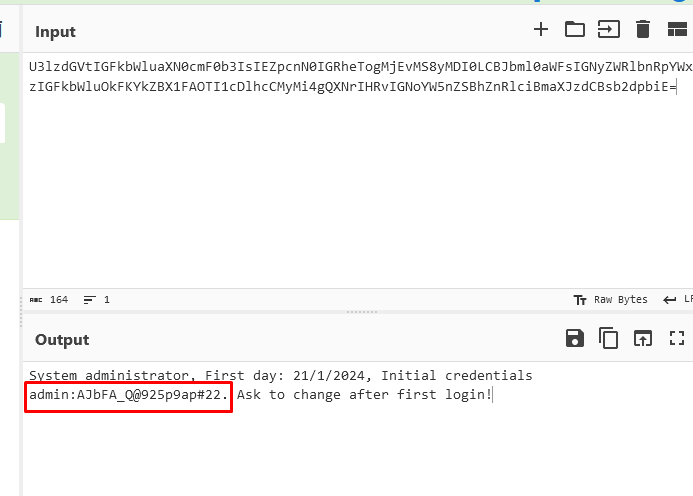 Input
U3lzdGVtIGFkbWluaXN0cmF0b3IsIEZpcnN0IGRheTogMjEvMS8yMDI0LCBJbml0aWFsIGNyZWRlbnRpYWx
zIGFkbWluOkFKYkZBX1FAOTI1cDlhcCMyMi4gQXNrIHRvIGNoYW5nZSBhZnRlciBmaXJzdCBsb2dpbiE=
ABC 164 1 Tт Raw Bytes LF
Output
System administrator, First day: 21/1/2024, Initial credentials
admin:AJbFA_Q@925p9ap#22. Ask to change after first login!